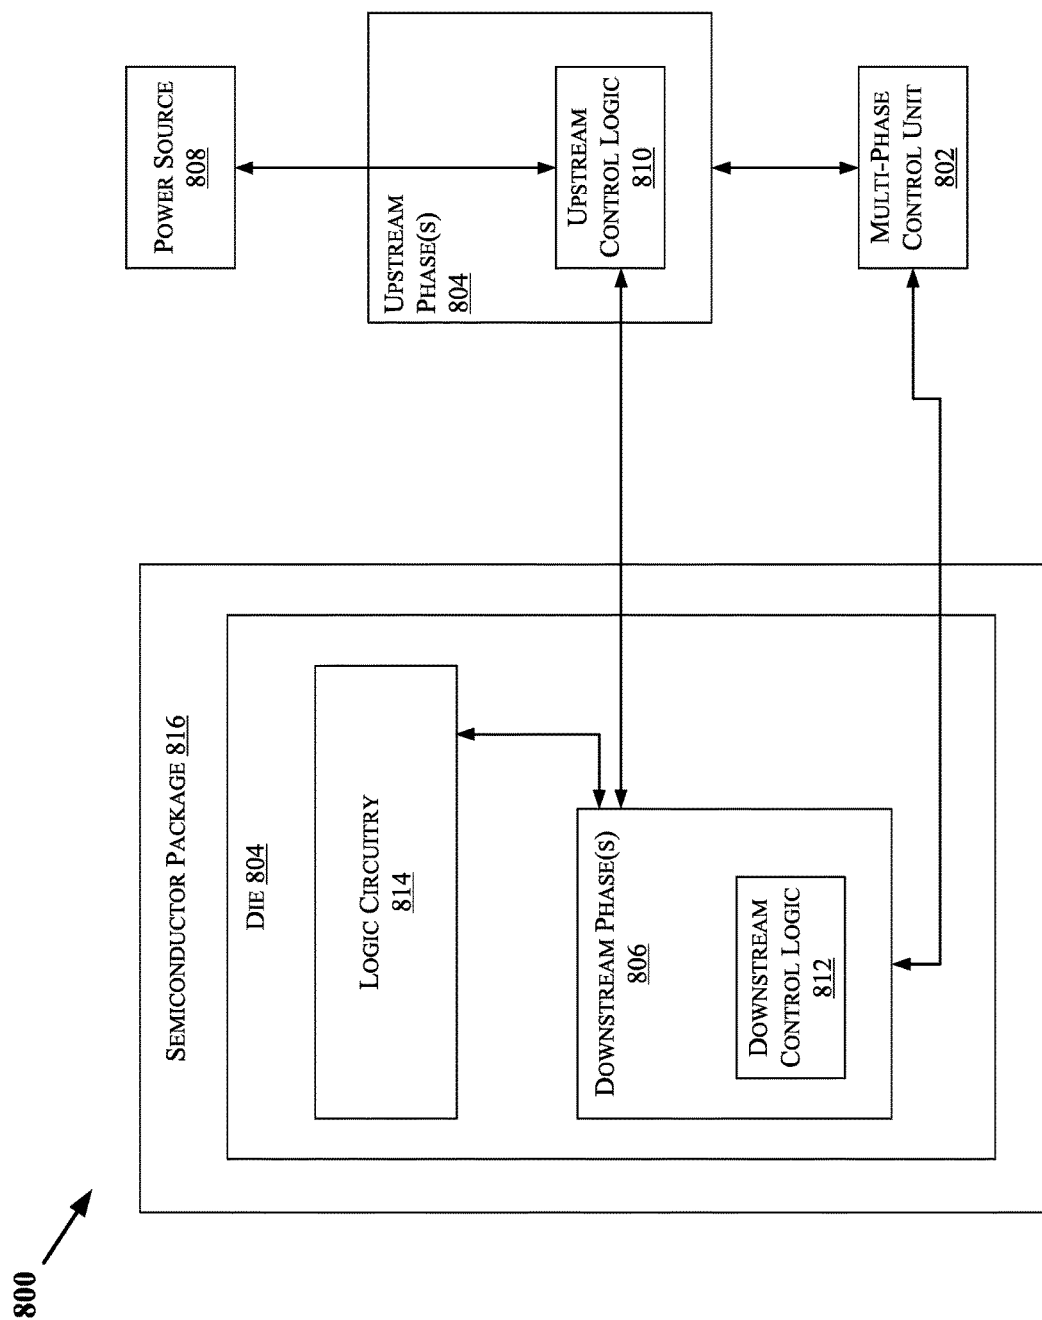 800
SEMICONDUCTOR PACKAGE 816
DIE 804
LOGIC CIRCUITRY
814
DOWNSTREAM PHASE(S)
806
DOWNSTREAM
CONTROL LOGIC
812
POWER SOURCE
808
UPSTREAM
PHASE(S)
804
UPSTREAM
CONTROL LOGIC
810
MULTI-PHASE
CONTROL UNIT
802